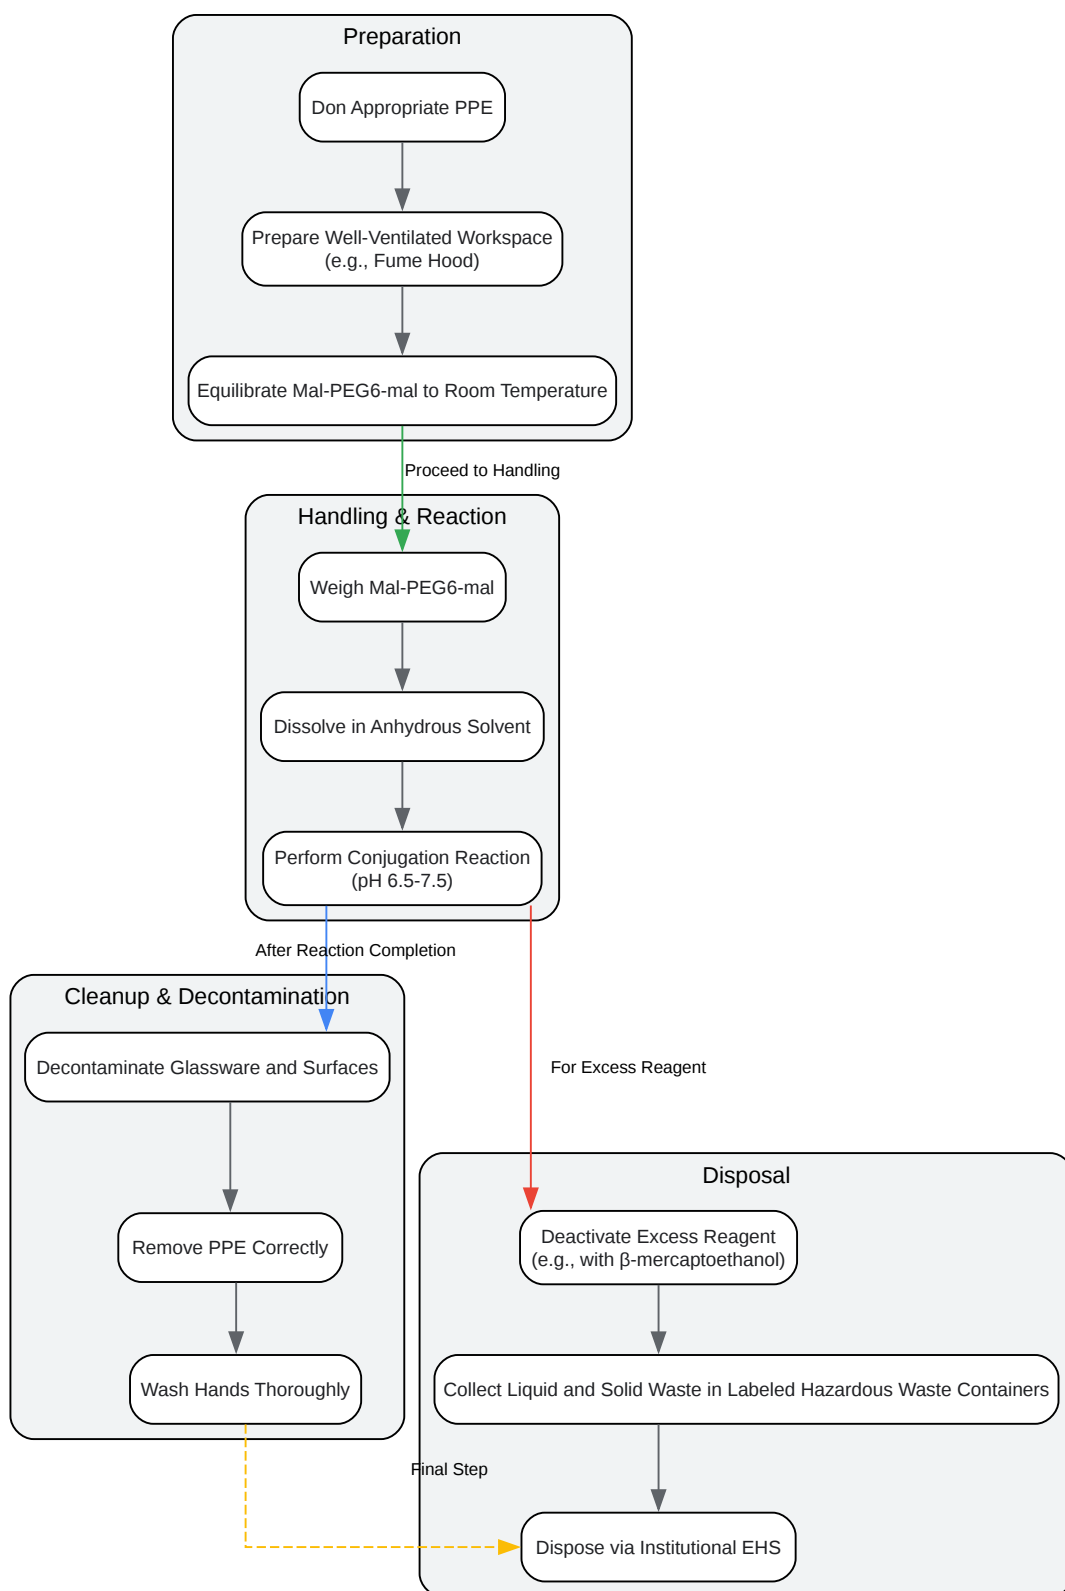 Preparation
Don Appropriate PPE
Prepare Well-Ventilated Workspace
(e.g., Fume Hood)
Equilibrate Mal-PEG6-mal to Room Temperature
Proceed to Handling
Handling & Reaction
Weigh Mal-PEG6-mal
Dissolve in Anhydrous Solvent
Perform Conjugation Reaction
(pH 6.5-7.5)
After Reaction Completion
Cleanup & Decontamination
Decontaminate Glassware and Surfaces
Remove PPE Correctly
Wash Hands Thoroughly
For Excess Reagent
Disposal
Deactivate Excess Reagent
(e.g., with β-mercaptoethanol)
Collect Liquid and Solid Waste in Labeled Hazardous Waste Containers
Final Step
Dispose via Institutional EHS